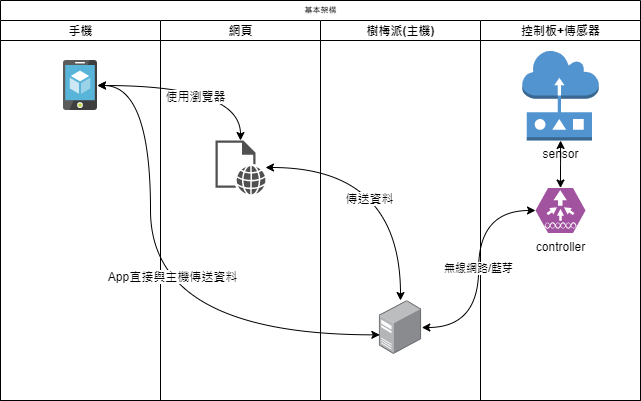 基本架構
手機
網頁
樹梅派(主機)
控制板+傳感器
使用瀏覽器
sensor
傳送資料
controller
App直接與主機傳送資料
無線網路/藍芽